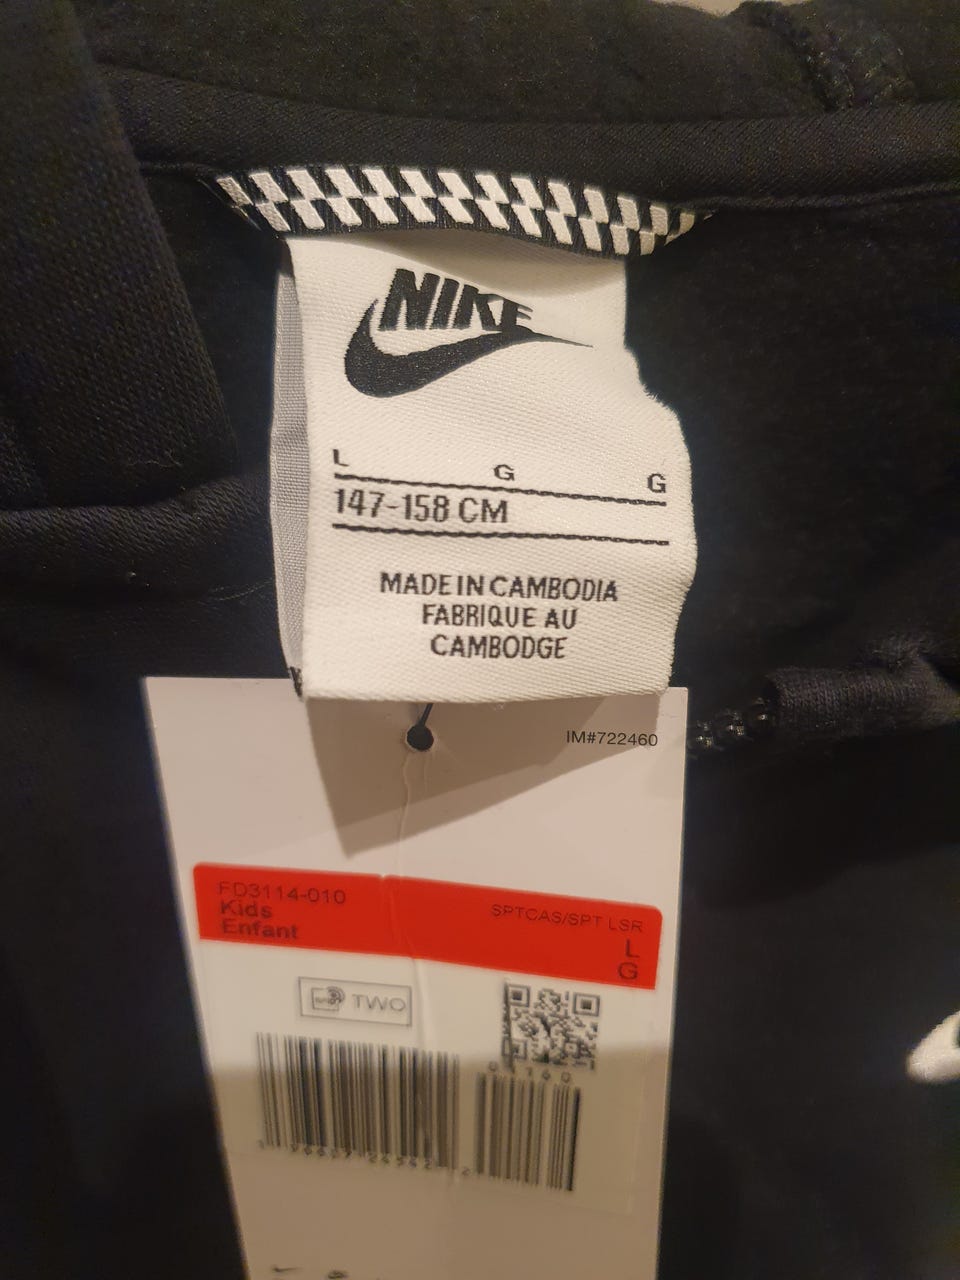 NIKE
L G G
147-158 CM
MADE IN CAMBODIA
FABRIQUE AU
CAMBODGE
IM#722460
FD3114-010
Kids
Enfant
SPTCAS/SPT LSR
L
G
TWO